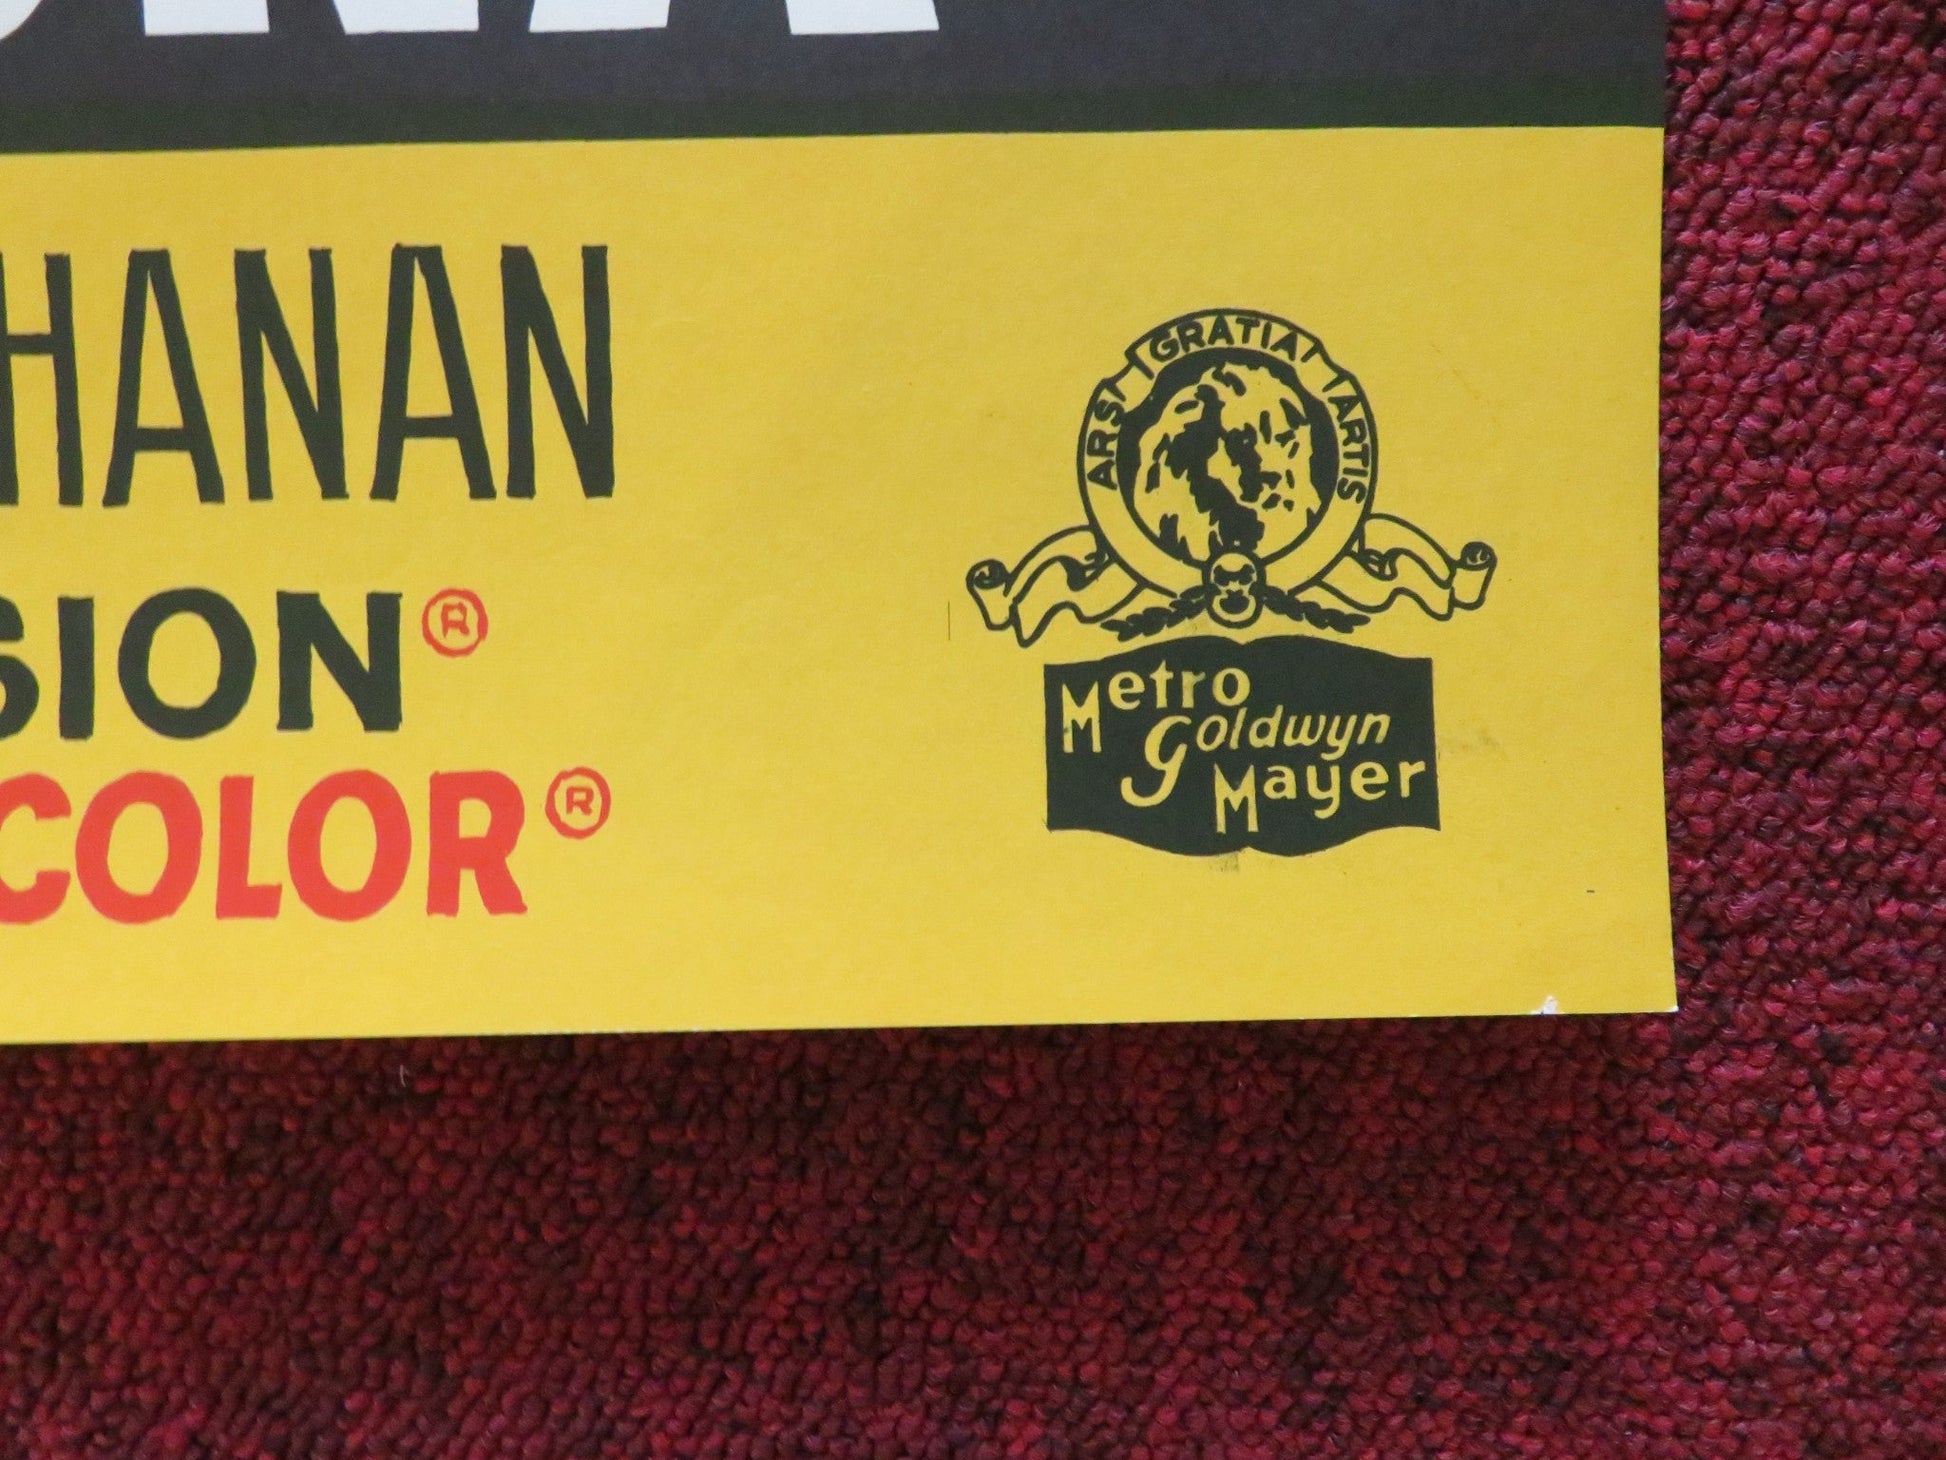 HANAN
SION®
COLOR®
ARS GRATIA ARTIS
Metro
Goldwyn
Mayer